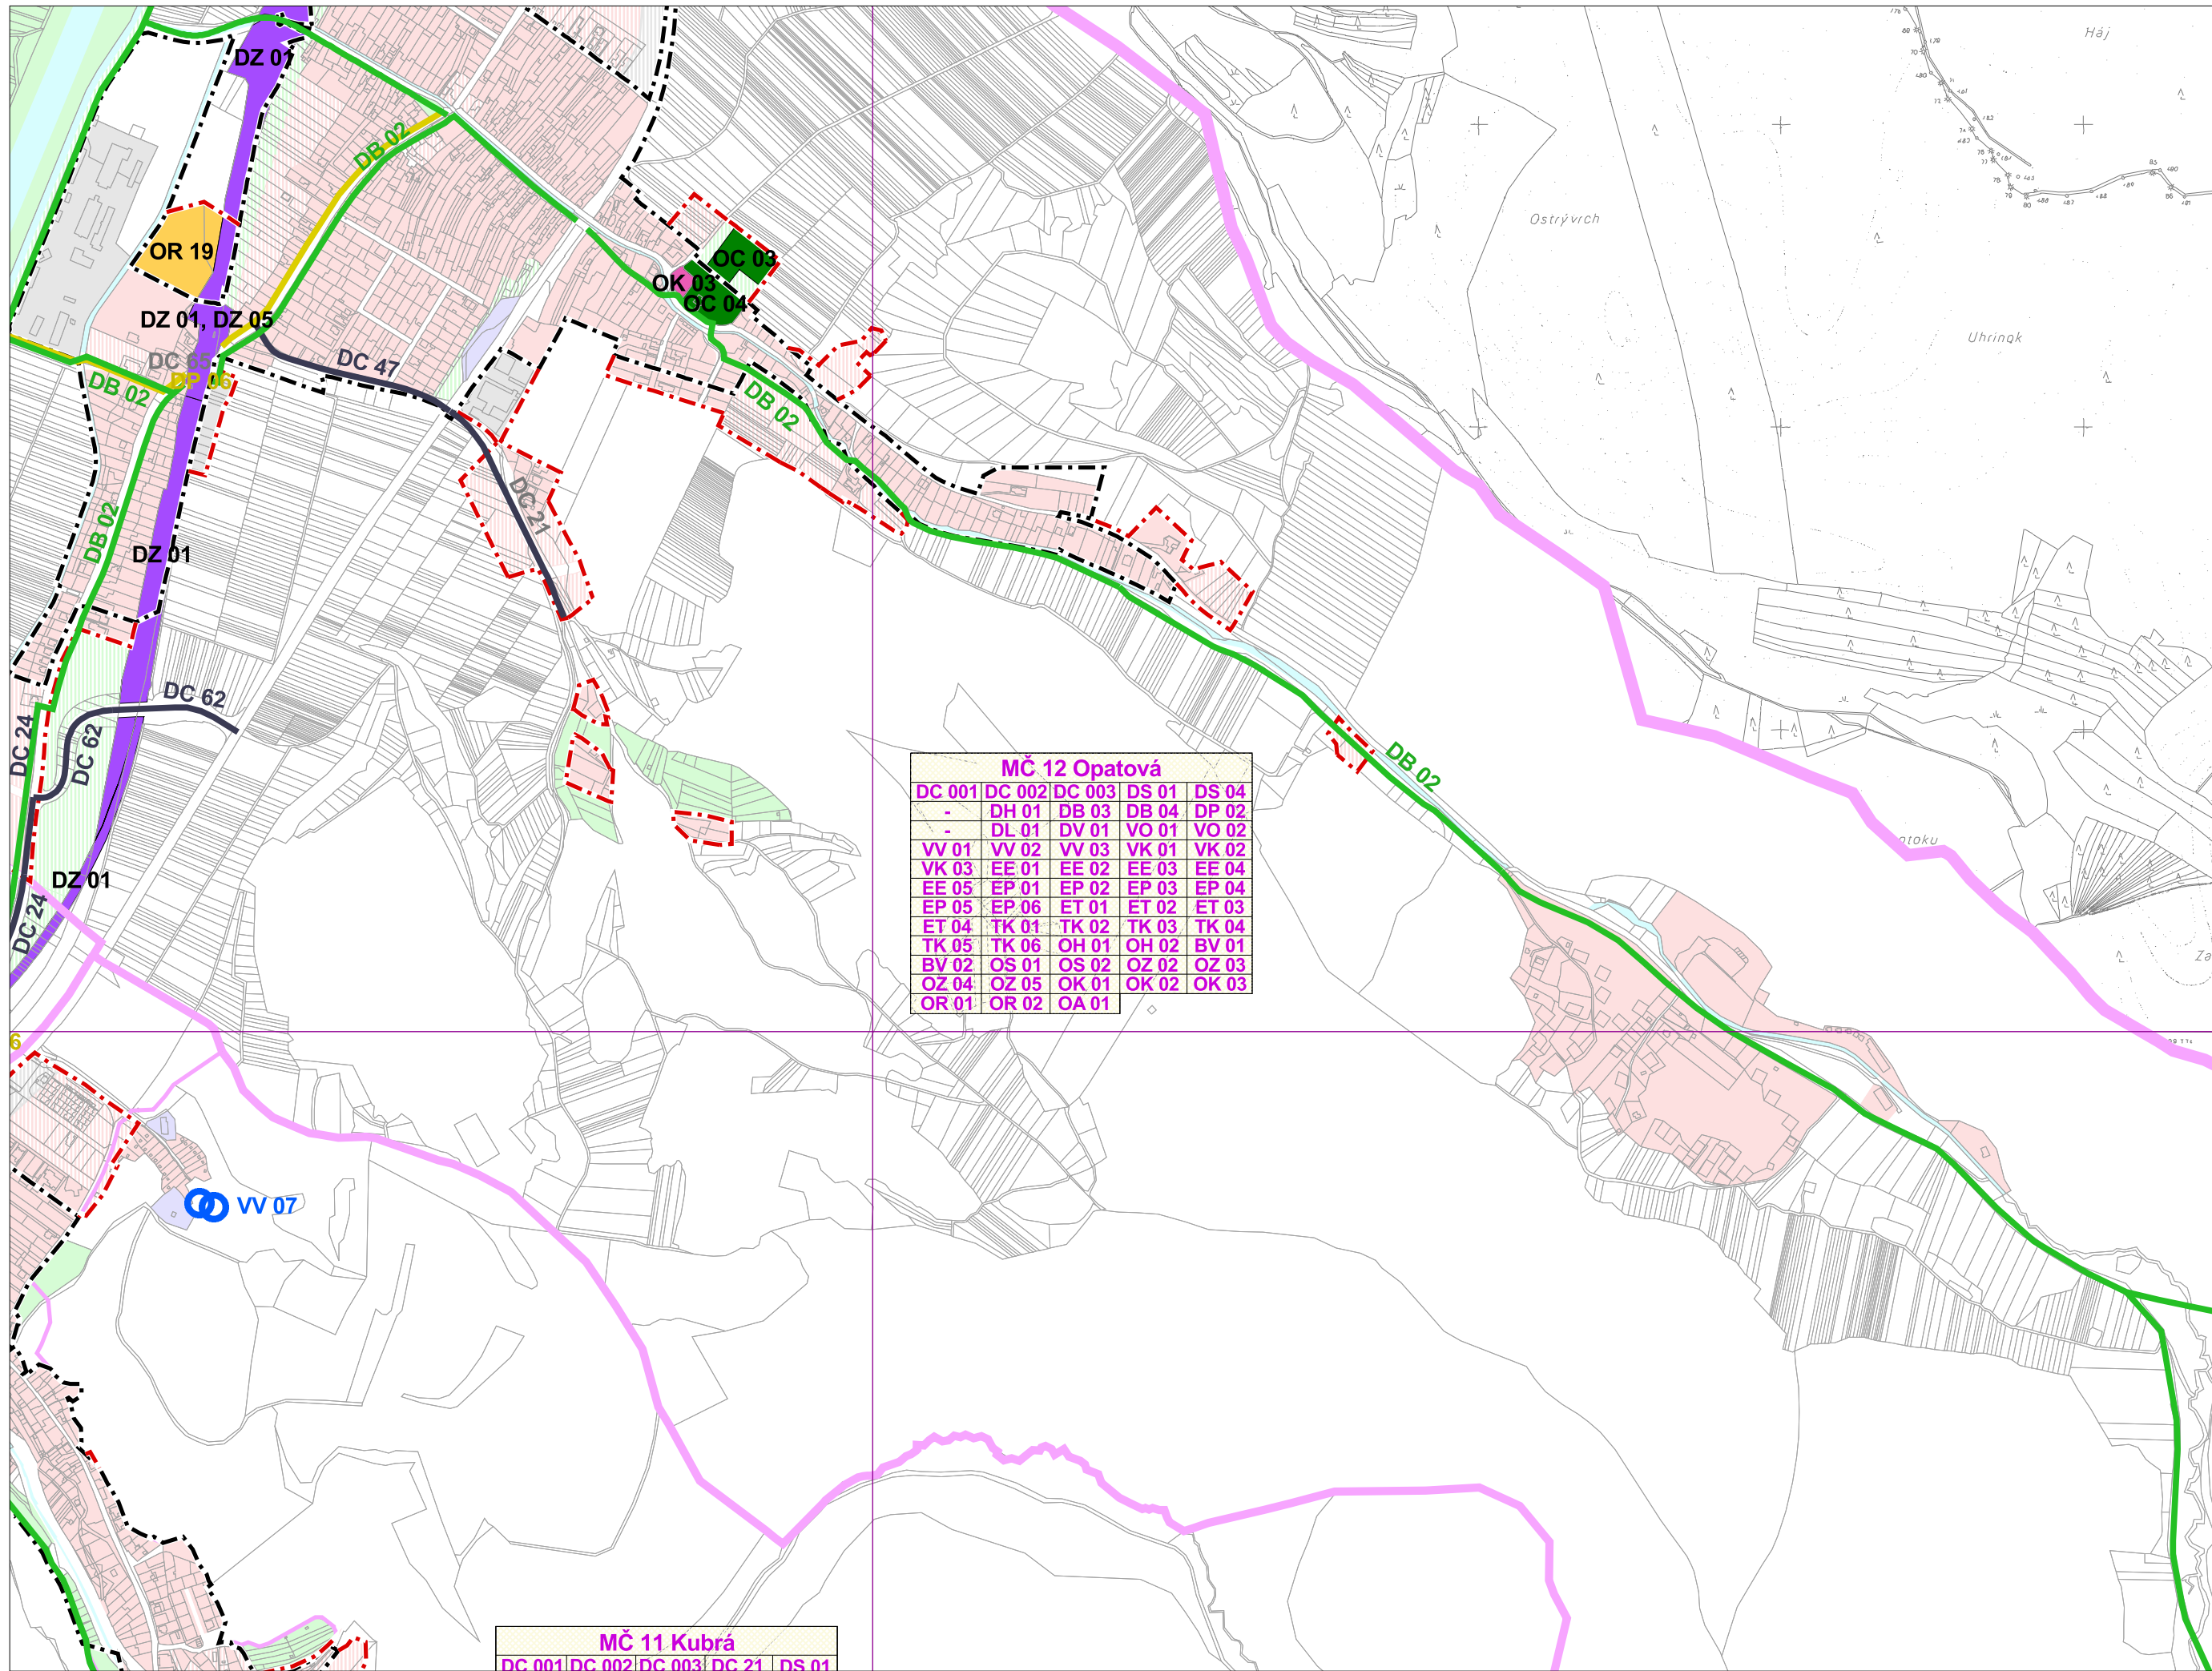 DZ 01
Háj
DB 02
Ostrý vrch
OR 19
OC 03
OK 03
OC 04
DZ 01, DZ 05
Uhrinok
DC 65
DC 47
DP 06
DB 02
DB 02
DC 21
DB 02
DZ 01
DC 62
DC 24
DC 62
DB 02
MČ 12 Opatová
DC 001 DC 002 DC 003 DS 01 DS 04
- DH 01 DB 03 DB 04 DP 02
- DL 01 DV 01 VO 01 VO 02
VV 01 VV 02 VV 03 VK 01 VK 02
VK 03 EE 01 EE 02 EE 03 EE 04
EE 05 EP 01 EP 02 EP 03 EP 04
EP 05 EP 06 ET 01 ET 02 ET 03
ET 04 TK 01 TK 02 TK 03 TK 04
TK 05 TK 06 OH 01 OH 02 BV 01
BV 02 OS 01 OS 02 OZ 02 OZ 03
OZ 04 OZ 05 OK 01 OK 02 OK 03
OR 01 OR 02 OA 01
otoku
DZ 01
DC 24
Za
6
VV 07
MČ 11 Kubrá
DC 001 DC 002 DC 003 DC 21 DS 01